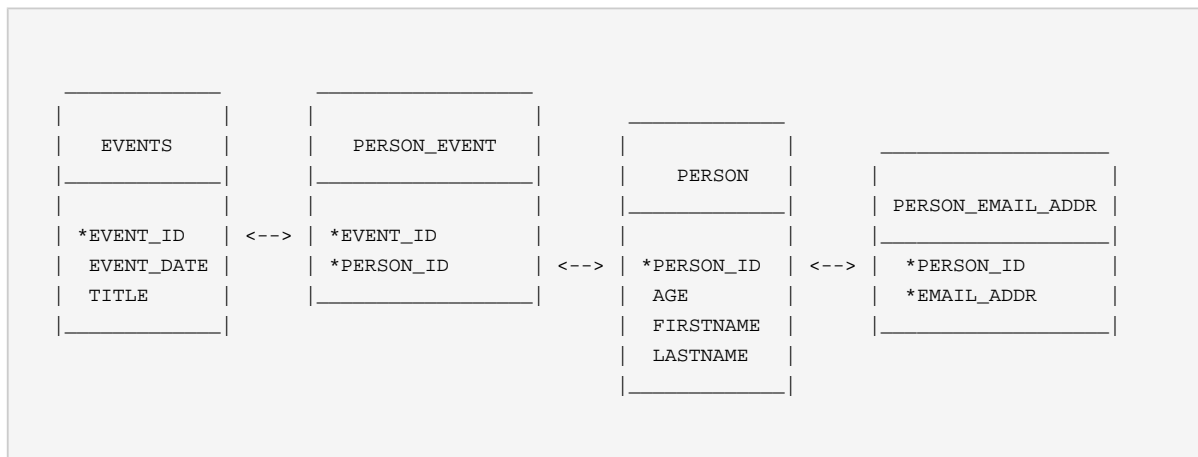 EVENTS
*EVENT_ID
EVENT_DATE
TITLE
<-->
PERSON_EVENT
*EVENT_ID
*PERSON_ID
<-->
PERSON
*PERSON_ID
AGE
FIRSTNAME
LASTNAME
<-->
PERSON_EMAIL_ADDR
*PERSON_ID
*EMAIL_ADDR